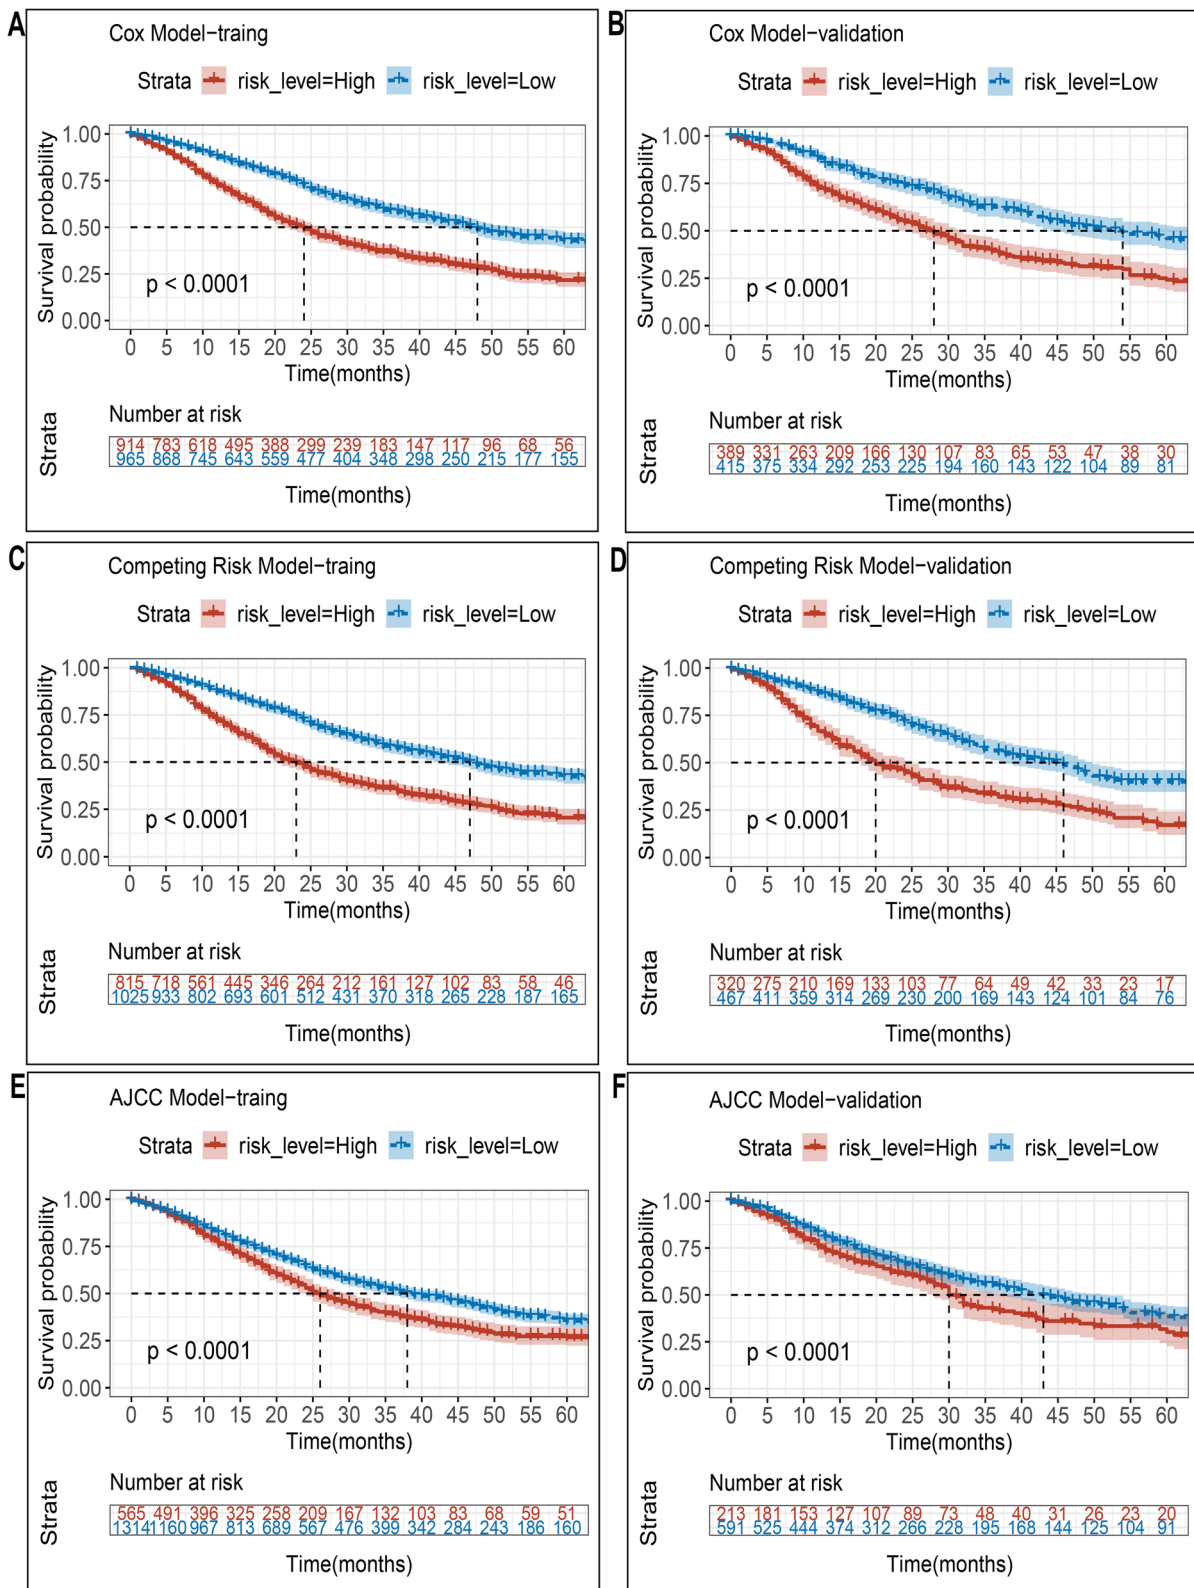 A
Cox Model-traing
Strata risk_level=High risk_level=Low
Survival probability
1.00
0.75
0.50
0.25
0.00
p < 0.0001
0 5 10 15 20 25 30 35 40 45 50 55 60
Time(months)
Number at risk
Strata
914 783 618 495 388 299 239 183 147 117 96 68 56
965 868 745 643 559 477 404 348 298 250 215 177 155
Time(months)
B
Cox Model-validation
Strata risk_level=High risk_level=Low
Survival probability
1.00
0.75
0.50
0.25
0.00
p < 0.0001
0 5 10 15 20 25 30 35 40 45 50 55 60
Time(months)
Number at risk
Strata
389 331 263 209 166 130 107 83 65 53 47 38 30
415 375 334 292 253 225 194 160 143 122 104 89 81
Time(months)
C
Competing Risk Model-traing
Strata risk_level=High risk_level=Low
Survival probability
1.00
0.75
0.50
0.25
0.00
p < 0.0001
0 5 10 15 20 25 30 35 40 45 50 55 60
Time(months)
Number at risk
Strata
815 718 561 445 346 264 212 161 127 102 83 58 46
1025 933 802 693 601 512 431 370 318 265 228 187 165
Time(months)
D
Competing Risk Model-validation
Strata risk_level=High risk_level=Low
Survival probability
1.00
0.75
0.50
0.25
0.00
p < 0.0001
0 5 10 15 20 25 30 35 40 45 50 55 60
Time(months)
Number at risk
Strata
320 275 210 169 133 103 77 64 49 42 33 23 17
467 411 359 314 269 230 200 169 143 124 101 84 76
Time(months)
E
AJCC Model-traing
Strata risk_level=High risk_level=Low
Survival probability
1.00
0.75
0.50
0.25
0.00
p < 0.0001
0 5 10 15 20 25 30 35 40 45 50 55 60
Time(months)
Number at risk
Strata
565 491 396 325 258 209 167 132 103 83 68 59 51
1314 1160 967 813 689 567 476 399 342 284 243 186 160
Time(months)
F
AJCC Model-validation
Strata risk_level=High risk_level=Low
Survival probability
1.00
0.75
0.50
0.25
0.00
p < 0.0001
0 5 10 15 20 25 30 35 40 45 50 55 60
Time(months)
Number at risk
Strata
213 181 153 127 107 89 73 48 40 31 26 23 20
591 525 444 374 312 266 228 195 168 144 125 104 91
Time(months)